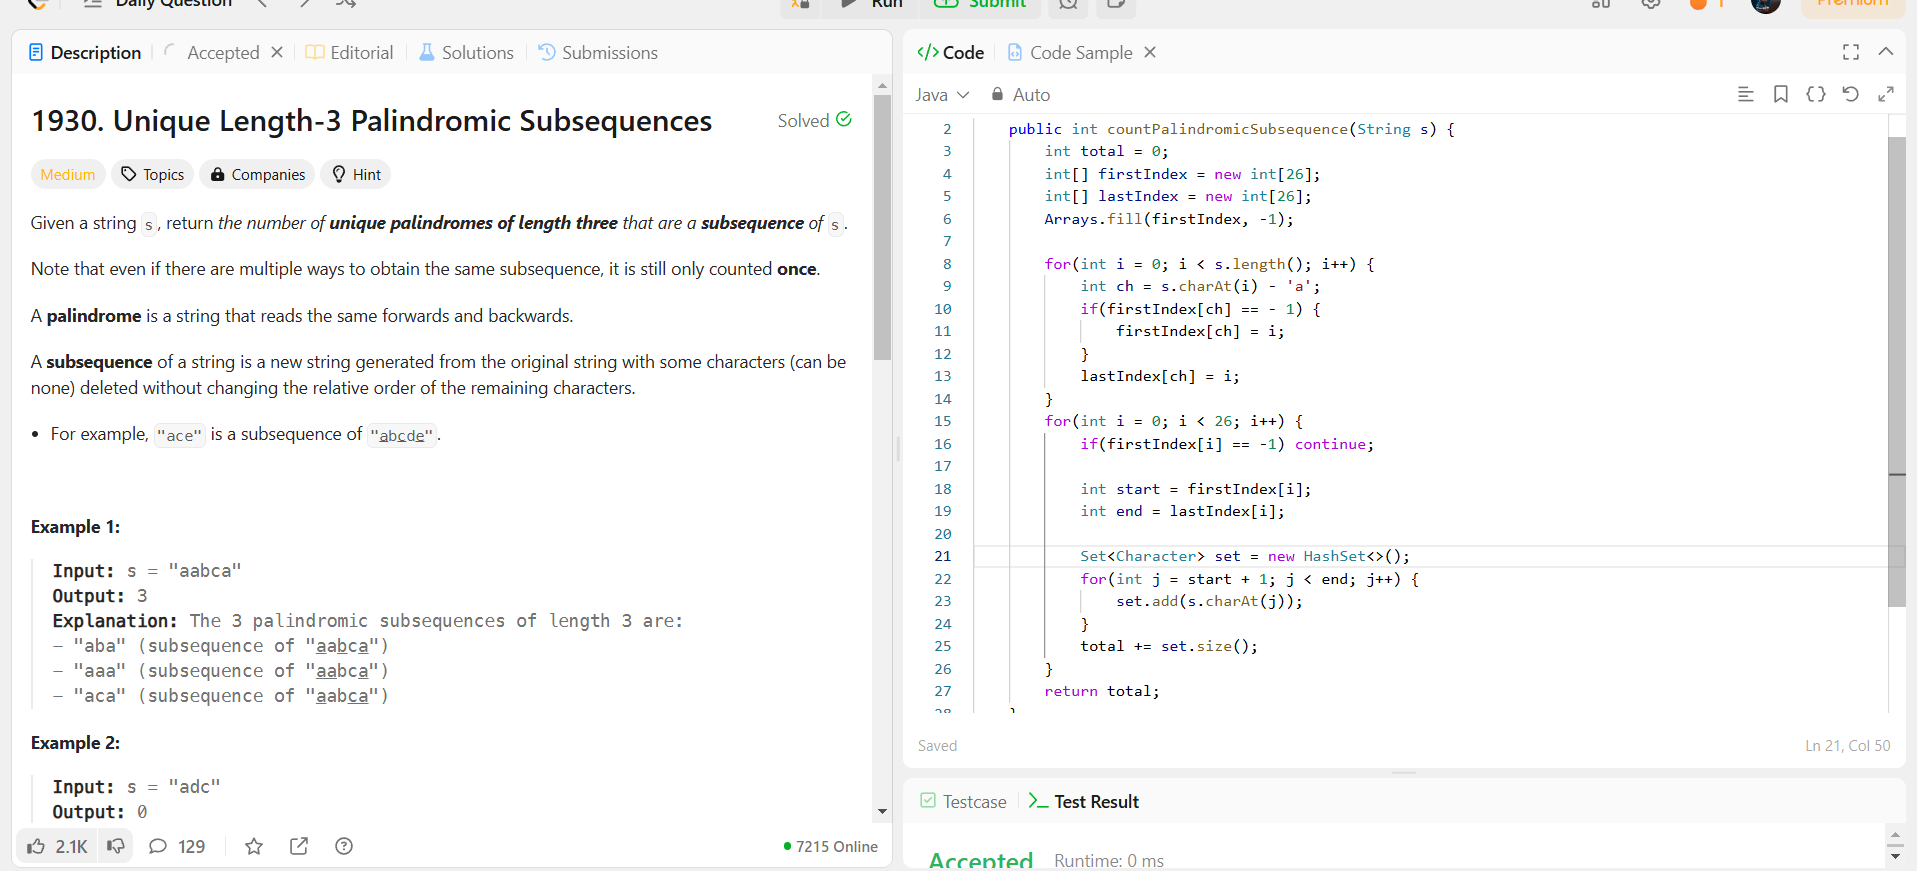 Daily Question
Run
Submit
1
Premium
Description
Accepted
Editorial
Solutions
Submissions
1930. Unique Length-3 Palindromic Subsequences
Solved
Medium
Topics
Companies
Hint
Given a string s, return the number of unique palindromes of length three that are a subsequence of s.
Note that even if there are multiple ways to obtain the same subsequence, it is still only counted once.
A palindrome is a string that reads the same forwards and backwards.
A subsequence of a string is a new string generated from the original string with some characters (can be
none) deleted without changing the relative order of the remaining characters.
• For example, "ace" is a subsequence of "abcde".
Example 1:
Input: s = "aabca"
Output: 3
Explanation: The 3 palindromic subsequences of length 3 are:
- "aba" (subsequence of "aabca")
- "aaa" (subsequence of "aabca")
- "aca" (subsequence of "aabca")
Example 2:
Input: s = "adc"
Output: 0
2.1K
129
7215 Online
</> Code
Code Sample
Java
Auto
2 public int countPalindromicSubsequence(String s) {
3 int total = 0;
4 int[] firstIndex = new int[26];
5 int[] lastIndex = new int[26];
6 Arrays.fill(firstIndex, -1);
7
8 for(int i = 0; i < s.length(); i++) {
9 int ch = s.charAt(i) - 'a';
10 if(firstIndex[ch] == - 1) {
11 firstIndex[ch] = i;
12 }
13 lastIndex[ch] = i;
14 }
15 for(int i = 0; i < 26; i++) {
16 if(firstIndex[i] == -1) continue;
17
18 int start = firstIndex[i];
19 int end = lastIndex[i];
20
21 Set<Character> set = new HashSet<>();
22 for(int j = start + 1; j < end; j++) {
23 set.add(s.charAt(j));
24 }
25 total += set.size();
26 }
27 return total;
28 }
Saved
Ln 21, Col 50
Testcase
Test Result
Accepted
Runtime: 0 ms